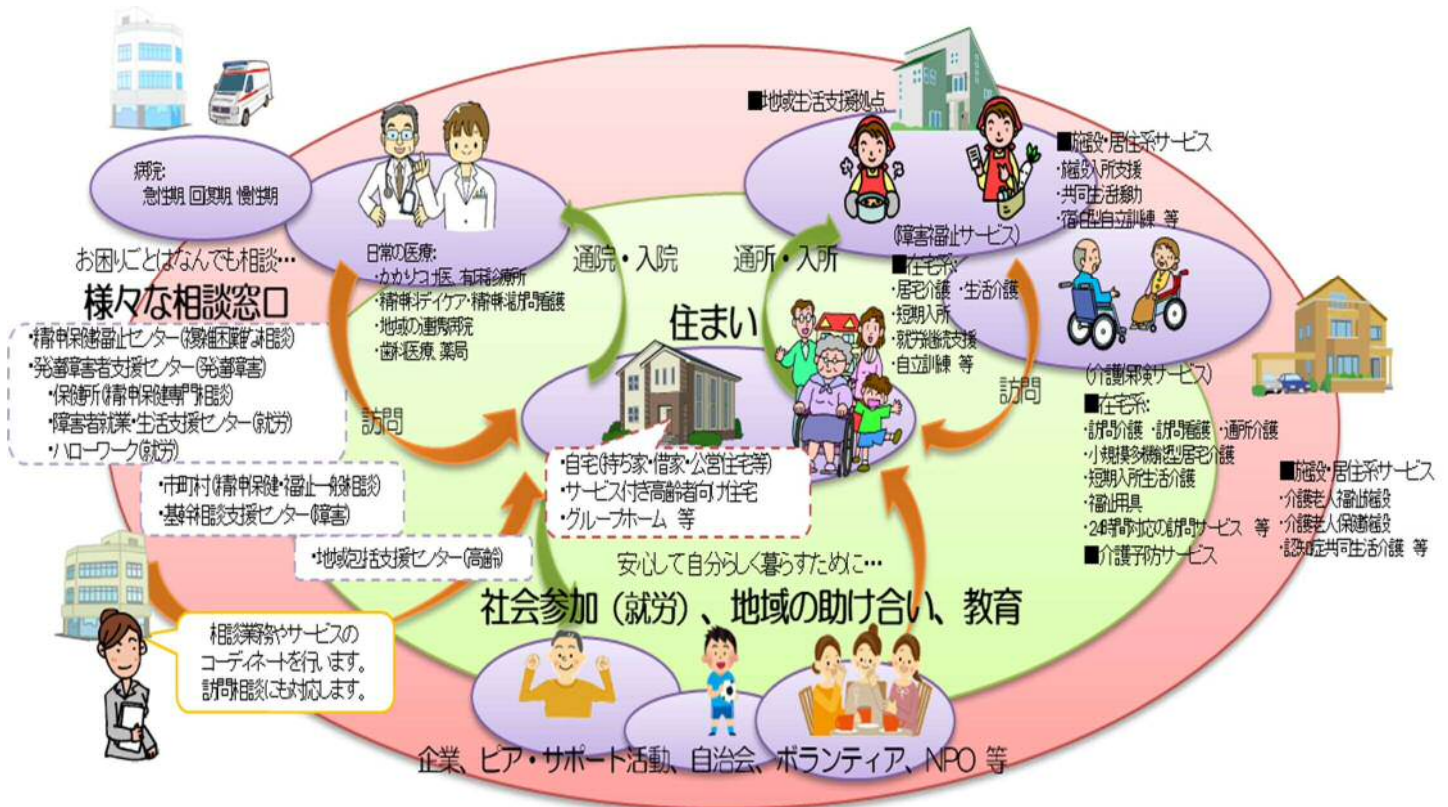 ■地域生活支援拠点
病院:
急性期、回復期、慢性期
お困りごとはなんでも相談…
様々な相談窓口
・精神保健福祉センター(複雑困難な相談)
・発達障害者支援センター(発達障害)
・保健所(精神保健専門相談)
・障害者就業・生活支援センター(就労)
・ハローワーク(就労)
・市町村(精神保健・福祉一般相談)
・基幹相談支援センター(障害)
・地域包括支援センター(高齢)
相談業務やサービスの
コーディネートを行います。
訪問相談にも対応します。
日常の医療:
・かかりつけ医、有床診療所
・精神科デイケア・精神科訪問看護
・地域の連携病院
・歯科医療、薬局
通院・入院
訪問
住まい
・自宅(持ち家・借家・公営住宅等)
・サービス付き高齢者向け住宅
・グループホーム 等
通所・入所
訪問
■施設・居住系サービス
・施設入所支援
・共同生活援助
・宿泊型自立訓練 等
(障害福祉サービス)
■在宅系:
・居宅介護 ・生活介護
・短期入所
・就労継続支援
・自立訓練 等
(介護保険サービス)
■在宅系:
・訪問介護 ・訪問看護 ・通所介護
・小規模多機能型居宅介護
・短期入所生活介護
・福祉用具
・24時間対応の訪問サービス 等
■介護予防サービス
■施設・居住系サービス
・介護老人福祉施設
・介護老人保健施設
・認知症共同生活介護 等
安心して自分らしく暮らすために…
社会参加(就労)、地域の助け合い、教育
企業、ピア・サポート活動、自治会、ボランティア、NPO 等